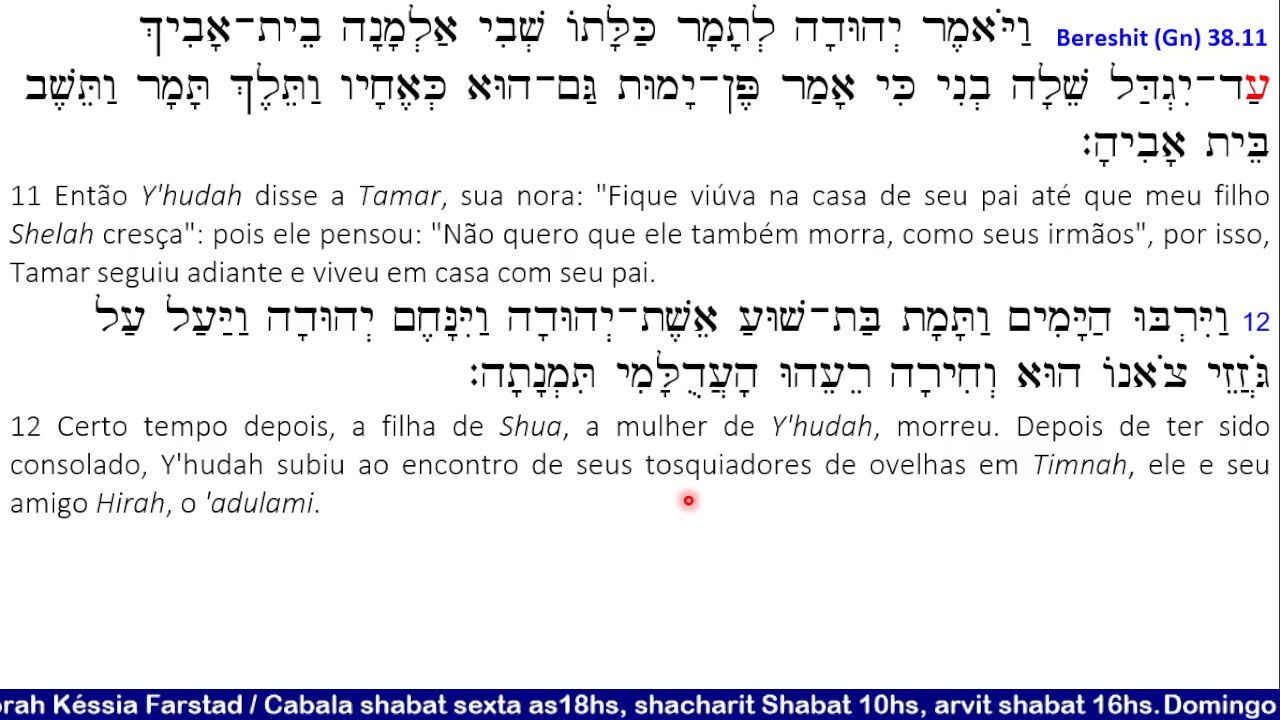 Bereshit (Gn) 38.11 וַיֹּאמֶר יְהוּדָה לְתָמָר כַּלָּתוֹ שְׁבִי אַלְמָנָה בֵית־אָבִיךְ
עַד־יִגְדַּל שֵׁלָה בְנִי כִּי אָמַר פֶּן־יָמוּת גַּם־הוּא כְּאֶחָיו וַתֵּלֶךְ תָּמָר וַתֵּשֶׁב
בֵּית אָבִיהָ׃
11 Então Y'hudah disse a Tamar, sua nora: "Fique viúva na casa de seu pai até que meu filho
Shelah cresça": pois ele pensou: "Não quero que ele também morra, como seus irmãos", por isso,
Tamar seguiu adiante e viveu em casa com seu pai.
12 וַיִּרְבּוּ הַיָּמִים וַתָּמָת בַּת־שׁוּעַ אֵשֶׁת־יְהוּדָה וַיִּנָּחֶם יְהוּדָה וַיַּעַל עַל
גֹּזֲזֵי צֹאנוֹ הוּא וְחִירָה רֵעֵהוּ הָעֲדֻלָּמִי תִּמְנָתָה׃
12 Certo tempo depois, a filha de Shua, a mulher de Y'hudah, morreu. Depois de ter sido
consolado, Y'hudah subiu ao encontro de seus tosquiadores de ovelhas em Timnah, ele e seu
amigo Hirah, o 'adulami.
orah Késsia Farstad / Cabala shabat sexta as18hs, shacharit Shabat 10hs, arvit shabat 16hs.Domingo